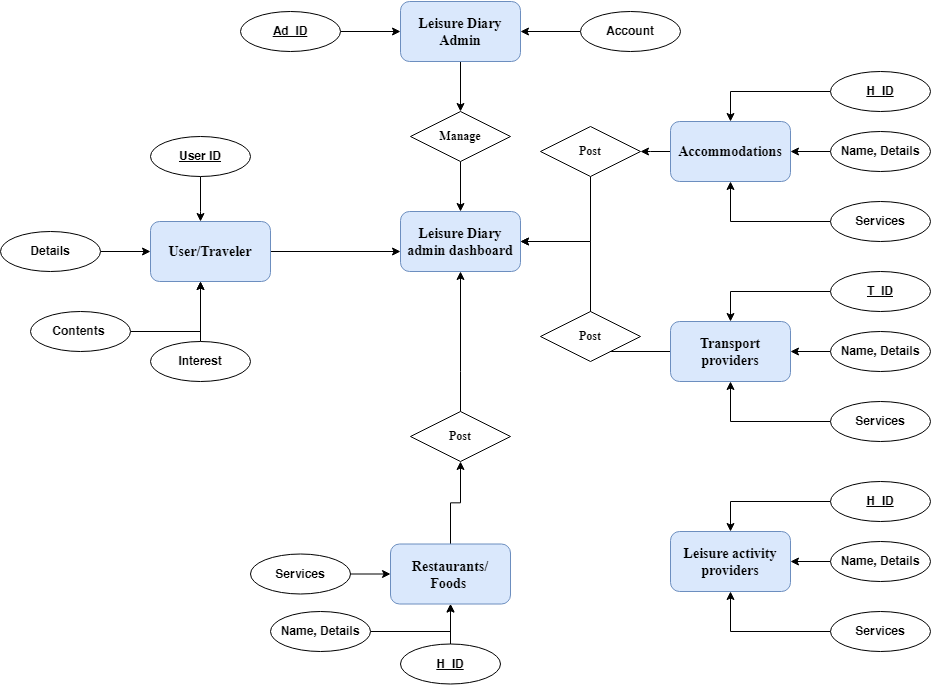 Ad_ID
Leisure Diary
Admin
Account
H_ID
Manage
Post
Accommodations
Name, Details
User ID
Services
Details
User/Traveler
Leisure Diary
admin dashboard
T_ID
Contents
Post
Transport
providers
Name, Details
Interest
Services
Post
H_ID
Leisure activity
providers
Name, Details
Services
Restaurants/
Foods
Name, Details
Services
H_ID